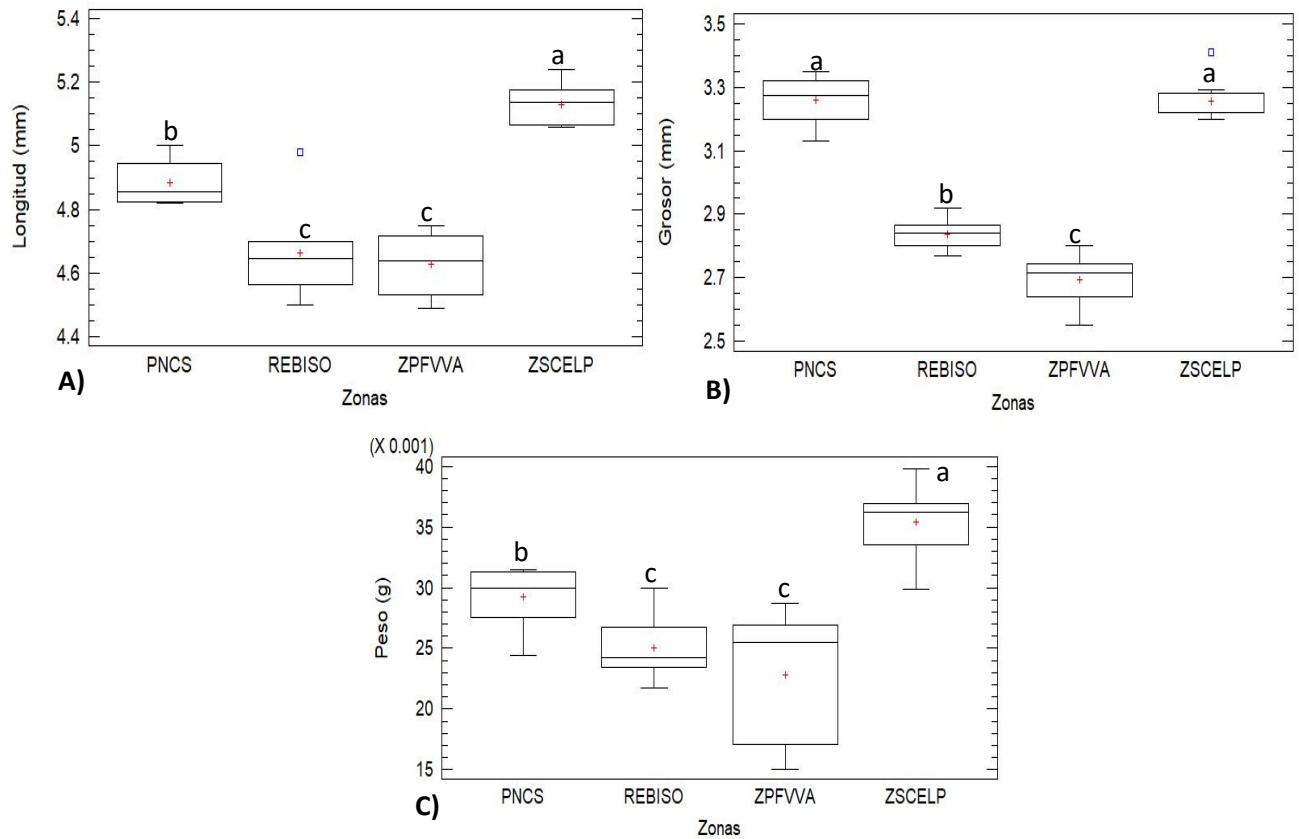 5.4
5.2
5
4.8
4.6
4.4
Longitud (mm)
b
c
c
a
PNCS REBISO ZPFVVA ZSCELP
Zonas
A)
3.5
3.3
3.1
2.9
2.7
2.5
Grosor (mm)
a
b
c
a
PNCS REBISO ZPFVVA ZSCELP
Zonas
B)
(X 0.001)
40
35
30
25
20
15
Peso (g)
b
c
c
a
PNCS REBISO ZPFVVA ZSCELP
Zonas
C)